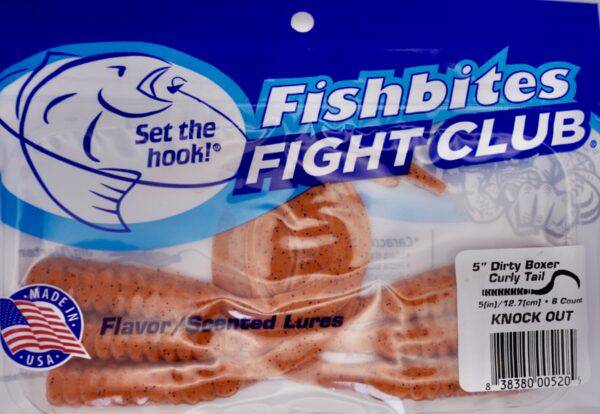 Fishbites®
FIGHT CLUB®
Set the
hook!®
Flavor/Scented Lures
MADE IN
U.S.A.
5" Dirty Boxer
Curly Tail
5(in)/12.7(cm) • 8 Count
KNOCK OUT
8 38380 00520 5